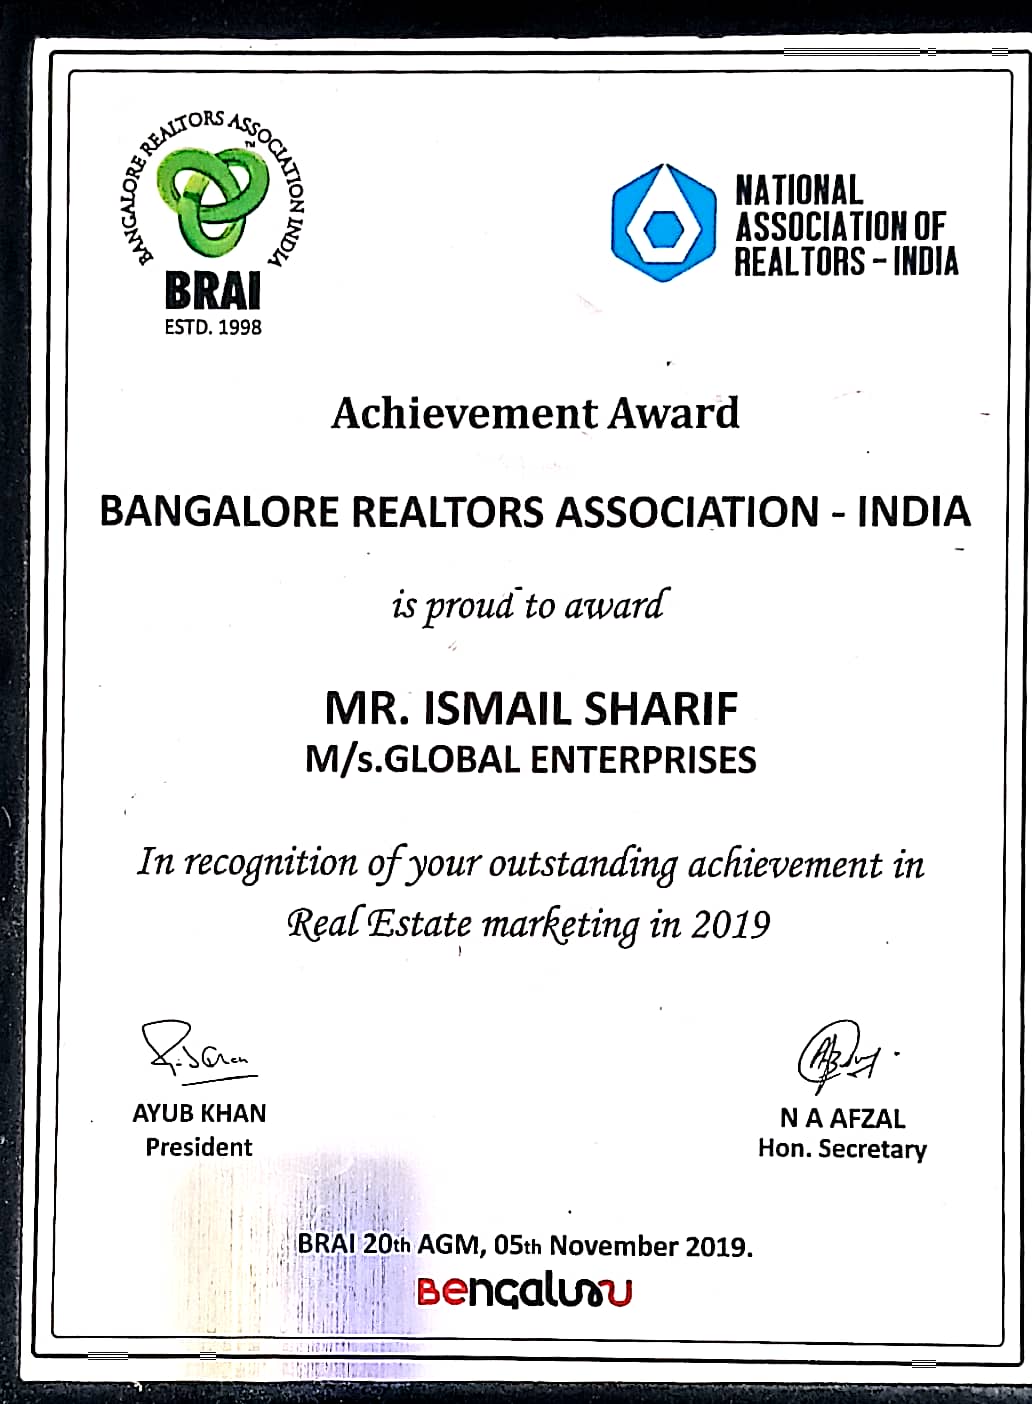 BANGALORE REALTORS ASSOCIATION INDIA
TM
BRAI
ESTD. 1998
NATIONAL
ASSOCIATION OF
REALTORS - INDIA
Achievement Award
BANGALORE REALTORS ASSOCIATION - INDIA
is proud to award
MR. ISMAIL SHARIF
M/s.GLOBAL ENTERPRISES
In recognition of your outstanding achievement in
Real Estate marketing in 2019
AYUB KHAN
President
N A AFZAL
Hon. Secretary
BRAI 20th AGM, 05th November 2019.
Bengaluru